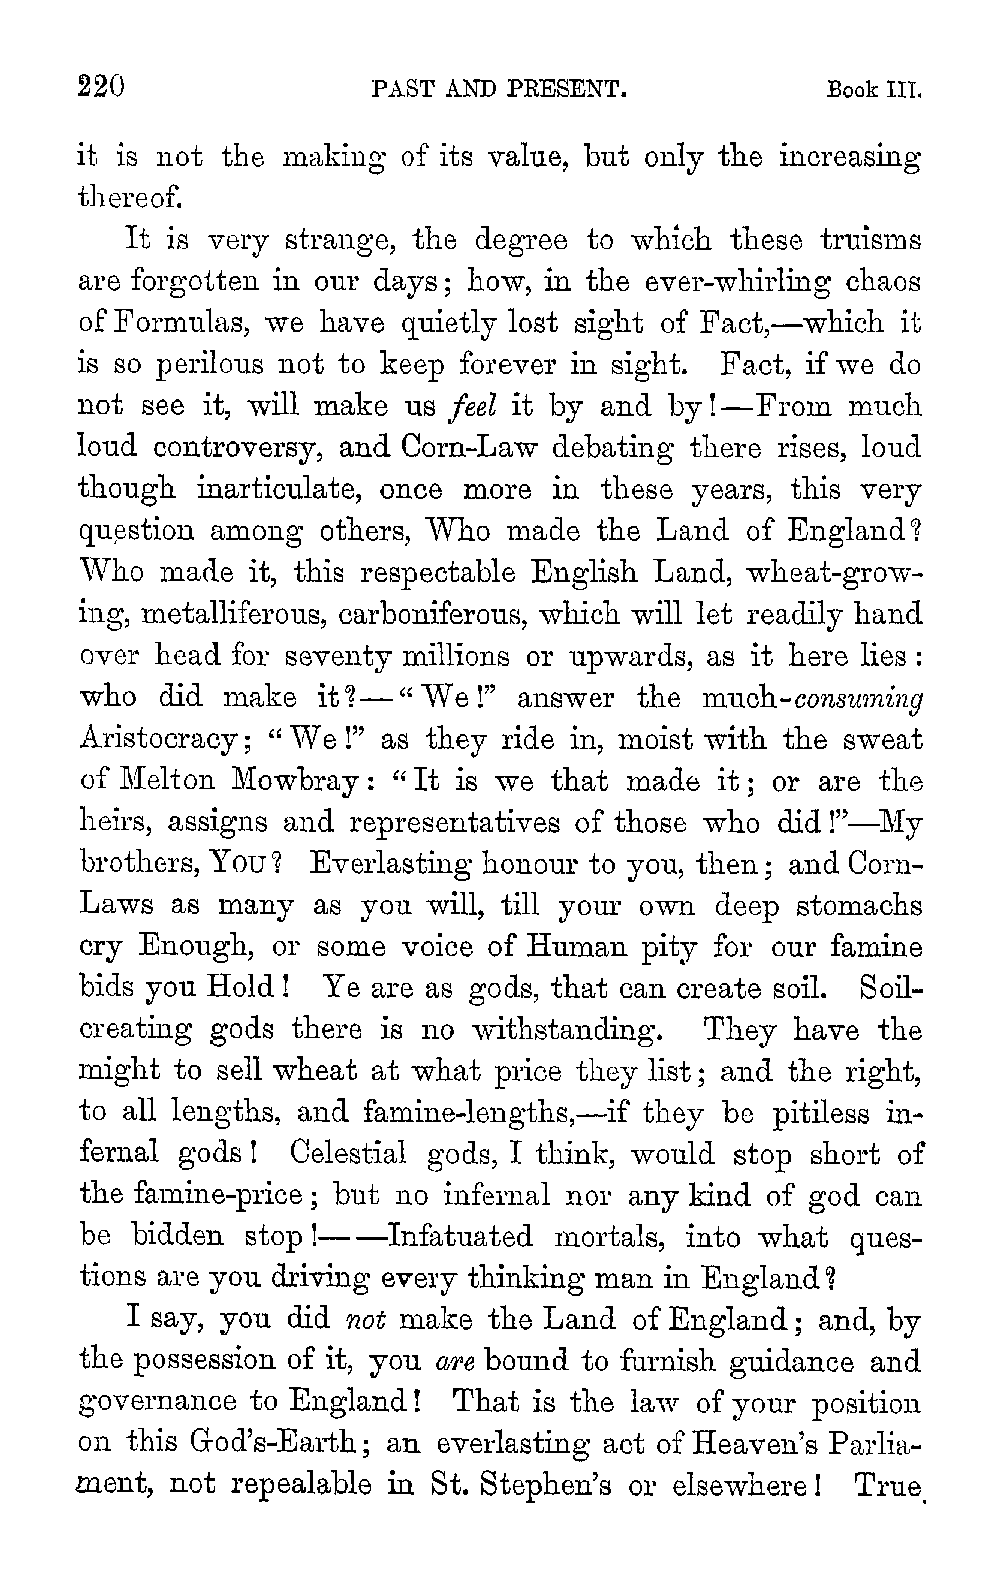 220 PAST AND PRESENT. Book III.
it is not the making of its value, but only the increasing
thereof.
It is very strange, the degree to which these truisms
are forgotten in our days; how, in the ever-whirling chaos
of Formulas, we have quietly lost sight of Fact,—which it
is so perilous not to keep forever in sight. Fact, if we do
not see it, will make us feel it by and by!—From much
loud controversy, and Corn-Law debating there rises, loud
though inarticulate, once more in these years, this very
question among others, Who made the Land of England?
Who made it, this respectable English Land, wheat-grow-
ing, metalliferous, carboniferous, which will let readily hand
over head for seventy millions or upwards, as it here lies:
who did make it?—“We!” answer the much-consuming
Aristocracy; “We!” as they ride in, moist with the sweat
of Melton Mowbray: “It is we that made it; or are the
heirs, assigns and representatives of those who did!”—My
brothers, You? Everlasting honour to you, then; and Corn-
Laws as many as you will, till your own deep stomachs
cry Enough, or some voice of Human pity for our famine
bids you Hold! Ye are as gods, that can create soil. Soil-
creating gods there is no withstanding. They have the
might to sell wheat at what price they list; and the right,
to all lengths, and famine-lengths,—if they be pitiless in-
fernal gods! Celestial gods, I think, would stop short of
the famine-price; but no infernal nor any kind of god can
be bidden stop!——Infatuated mortals, into what ques-
tions are you driving every thinking man in England?
I say, you did not make the Land of England; and, by
the possession of it, you are bound to furnish guidance and
governance to England! That is the law of your position
on this God's-Earth; an everlasting act of Heaven's Parlia-
ment, not repealable in St. Stephen's or elsewhere! True